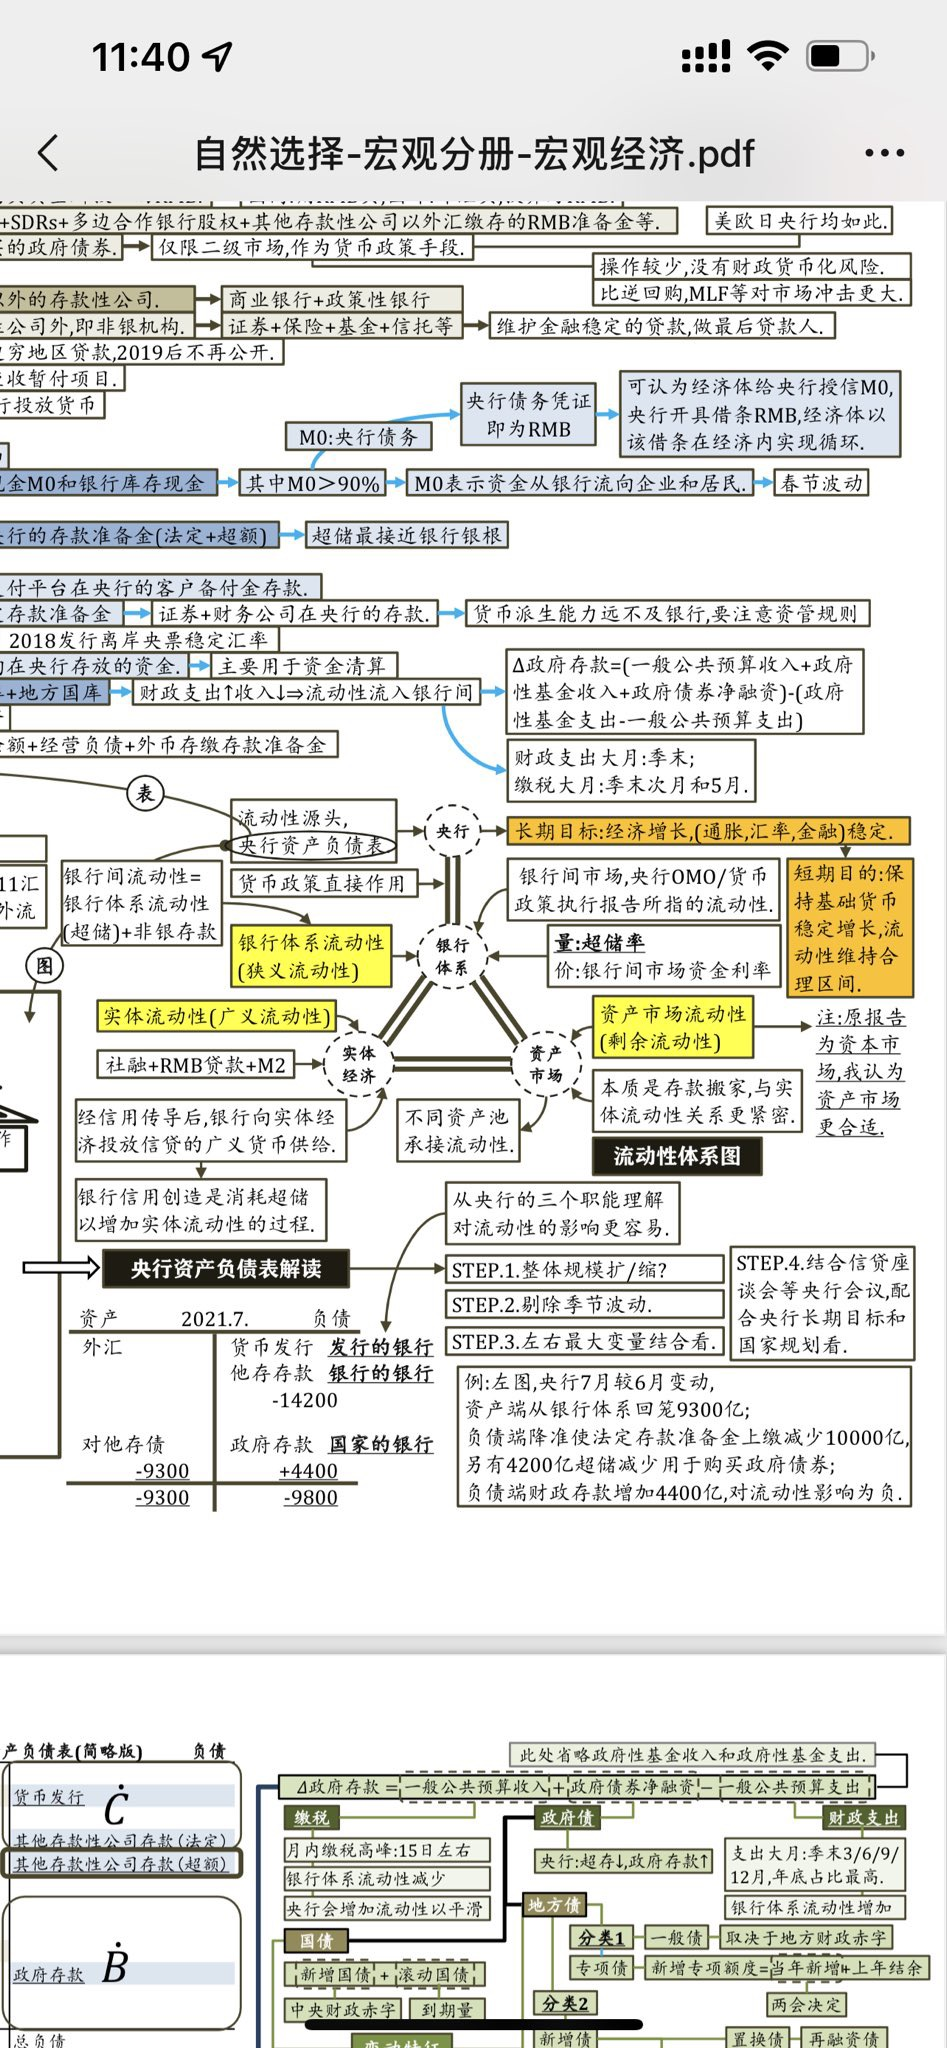 11:40
自然选择-宏观分册-宏观经济.pdf
+SDRs+多边合作银行股权+其他存款性公司以外汇缴存的RMB准备金等.
美欧日央行均如此.
的政府债券.
仅限二级市场,作为货币政策手段.
操作较少,没有财政货币化风险.
比逆回购,MLF等对市场冲击更大.
以外的存款性公司.
商业银行+政策性银行
公司外,即非银机构.
证券+保险+基金+信托等
维护金融稳定的贷款,做最后贷款人.
穷地区贷款,2019后不再公开.
收暂付项目.
行投放货币
M0:央行债务
央行债务凭证
即为RMB
可认为经济体给央行授信M0,
央行开具借条RMB,经济体以
该借条在经济内实现循环.
现金M0和银行库存现金
其中M0>90%
M0表示资金从银行流向企业和居民.
春节波动
央行的存款准备金(法定+超额)
超储最接近银行银根
付平台在央行的客户备付金存款.
存款准备金
证券+财务公司在央行的存款.
货币派生能力远不及银行,要注意资管规则
2018发行离岸央票稳定汇率
在央行存放的资金.
主要用于资金清算
+地方国库
财政支出↑收入↓⇒流动性流入银行间
Δ政府存款=(一般公共预算收入+政府
性基金收入+政府债券净融资)-(政府
性基金支出-一般公共预算支出)
额+经营负债+外币存缴存款准备金
财政支出大月:季末;
缴税大月:季末次月和5月.
表
流动性源头,
央行资产负债表
央行
长期目标:经济增长,(通胀,汇率,金融)稳定.
11汇
外流
银行间流动性=
银行体系流动性
(超储)+非银存款
货币政策直接作用
银行间市场,央行OMO/货币
政策执行报告所指的流动性.
短期目的:保
持基础货币
稳定增长,流
动性维持合
理区间.
图
银行体系流动性
(狭义流动性)
银行
体系
量:超储率
价:银行间市场资金利率
实体流动性(广义流动性)
资产市场流动性
(剩余流动性)
注:原报告
为资本市
场,我认为
资产市场
更合适.
社融+RMB贷款+M2
实体
经济
资产
市场
本质是存款搬家,与实
体流动性关系更紧密.
作
经信用传导后,银行向实体经
济投放信贷的广义货币供给.
不同资产池
承接流动性.
流动性体系图
银行信用创造是消耗超储
以增加实体流动性的过程.
从央行的三个职能理解
对流动性的影响更容易.
央行资产负债表解读
STEP.1.整体规模扩/缩?
STEP.2.剔除季节波动.
STEP.3.左右最大变量结合看.
STEP.4.结合信贷座
谈会等央行会议,配
合央行长期目标和
国家规划看.
资产 2021.7. 负债
外汇 货币发行 发行的银行
他存存款 银行的银行
-14200
对他存债 政府存款 国家的银行
-9300 +4400
-9300 -9800
例:左图,央行7月较6月变动,
资产端从银行体系回笼9300亿;
负债端降准使法定存款准备金上缴减少10000亿,
另有4200亿超储减少用于购买政府债券;
负债端财政存款增加4400亿,对流动性影响为负.
产负债表(简略版) 负债
此处省略政府性基金收入和政府性基金支出.
货币发行 Ċ
其他存款性公司存款(法定)
其他存款性公司存款(超额)
政府存款 Ḃ
总负债
Δ政府存款=一般公共预算收入+政府债券净融资-一般公共预算支出
缴税
政府债
财政支出
月内缴税高峰:15日左右
银行体系流动性减少
央行会增加流动性以平滑
央行:超存↓,政府存款↑
支出大月:季末3/6/9/
12月,年底占比最高.
银行体系流动性增加
地方债
国债
分类1
一般债
取决于地方财政赤字
专项债
新增专项额度=当年新增+上年结余
新增国债+滚动国债
中央财政赤字
到期量
两会决定
分类2
新增债
置换债
再融资债